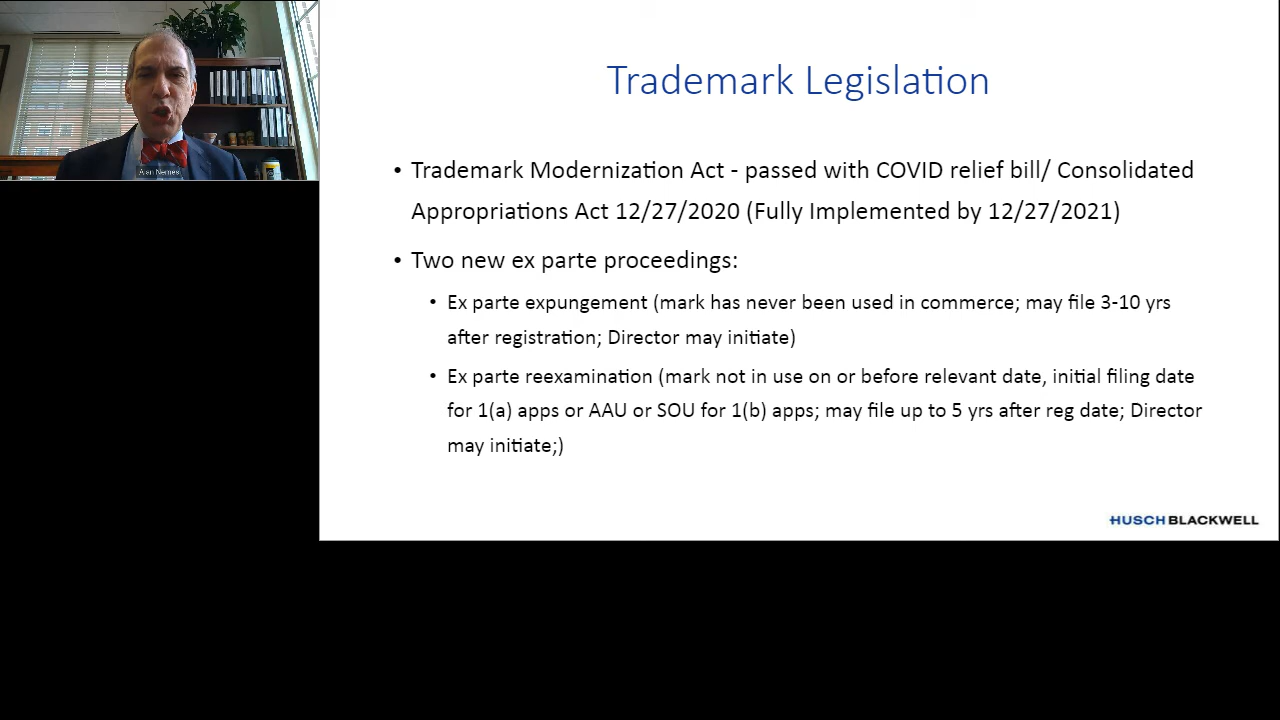 Alan Nemes
Trademark Legislation
• Trademark Modernization Act - passed with COVID relief bill/ Consolidated
Appropriations Act 12/27/2020 (Fully Implemented by 12/27/2021)
• Two new ex parte proceedings:
• Ex parte expungement (mark has never been used in commerce; may file 3-10 yrs
after registration; Director may initiate)
• Ex parte reexamination (mark not in use on or before relevant date, initial filing date
for 1(a) apps or AAU or SOU for 1(b) apps; may file up to 5 yrs after reg date; Director
may initiate;)
HUSCH BLACKWELL